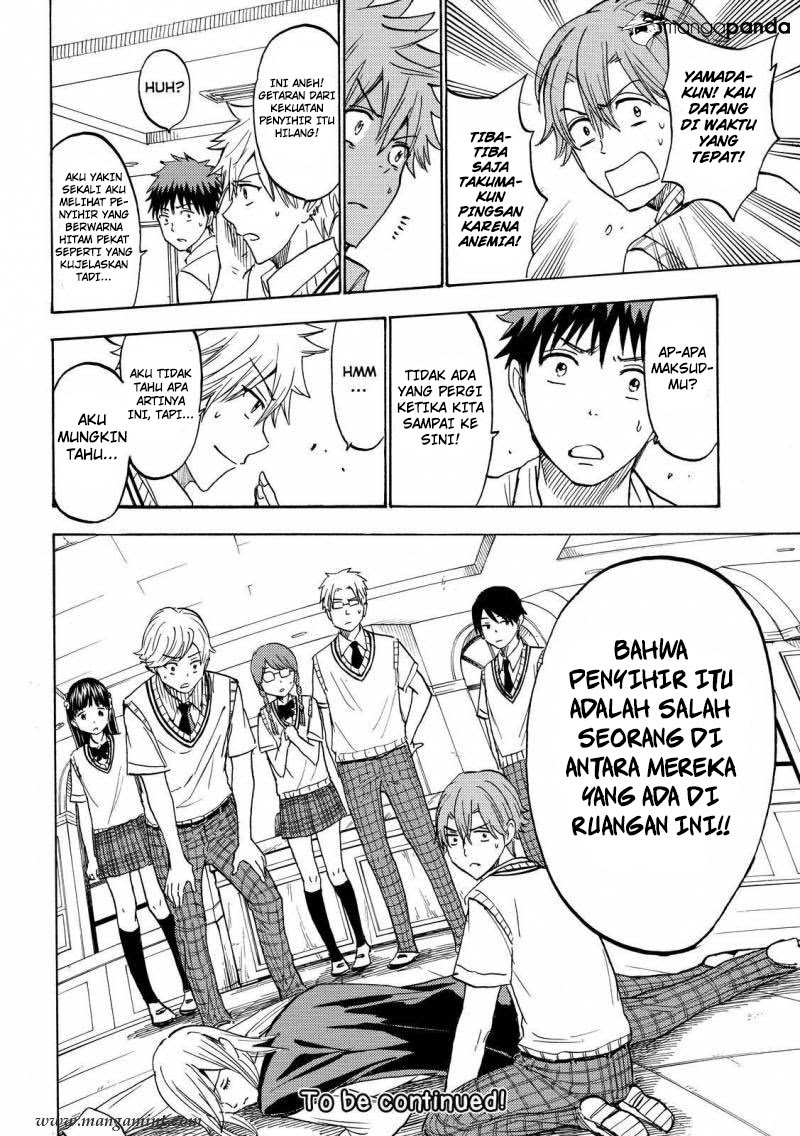 mangapanda
YAMADA-
KUN! KAU
DATANG
DI WAKTU
YANG
TEPAT!
TIBA-
TIBA
SAJA
TAKUMA-
KUN
PINGSAN
KARENA
ANEMIA!
INI ANEH!
GETARAN DARI
KEKUATAN
PENYIHIR ITU
HILANG!
HUH?
AKU YAKIN
SEKALI AKU
MELIHAT PE-
NYIHIR YANG
BERWARNA
HITAM PEKAT
SEPERTI YANG
KUJELASKAN
TADI...
AP-APA
MAKSUD-
MU?
TIDAK ADA
YANG PERGI
KETIKA KITA
SAMPAI KE
SINI!
HMM
...
AKU TIDAK
TAHU APA
ARTINYA
INI, TAPI...
AKU
MUNGKIN
TAHU...
BAHWA
PENYIHIR ITU
ADALAH SALAH
SEORANG DI
ANTARA MEREKA
YANG ADA DI
RUANGAN INI!!
To be continued!
www.mangamint.com